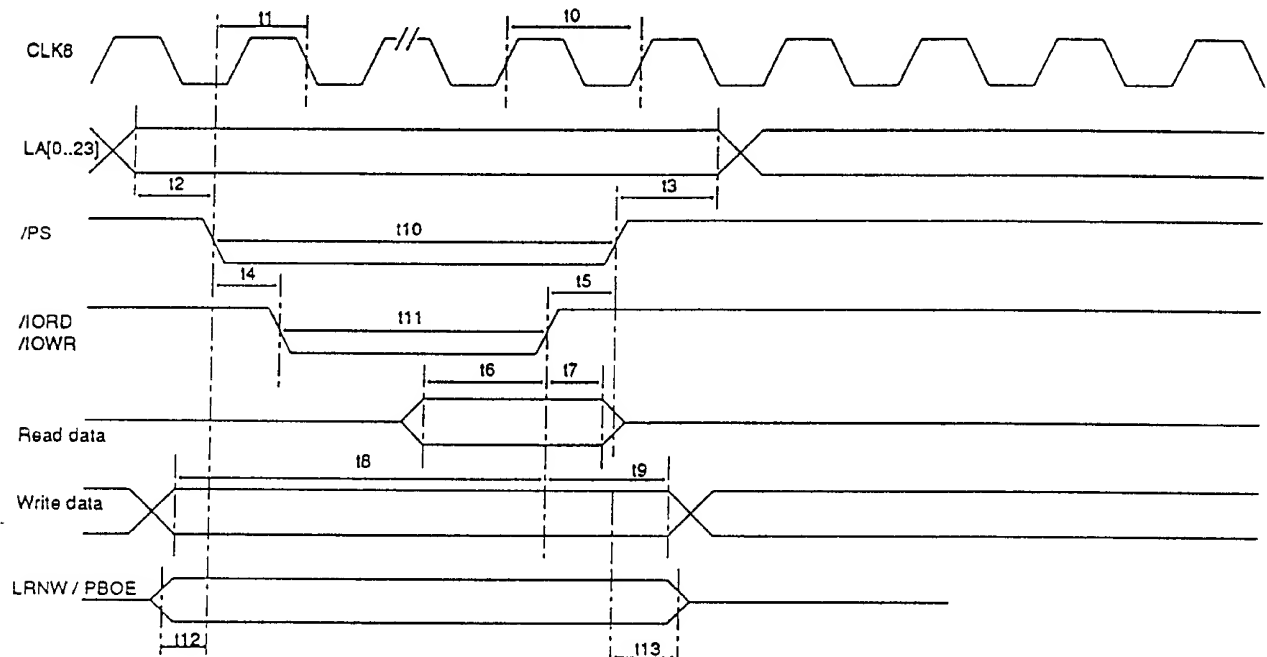 t1
t0
CLK8
LA[0..23]
t2
t3
/PS
t10
t4
t5
/IORD
/IOWR
t11
t6
t7
Read data
t8
t9
Write data
LRNW / PBOE
t12
t13